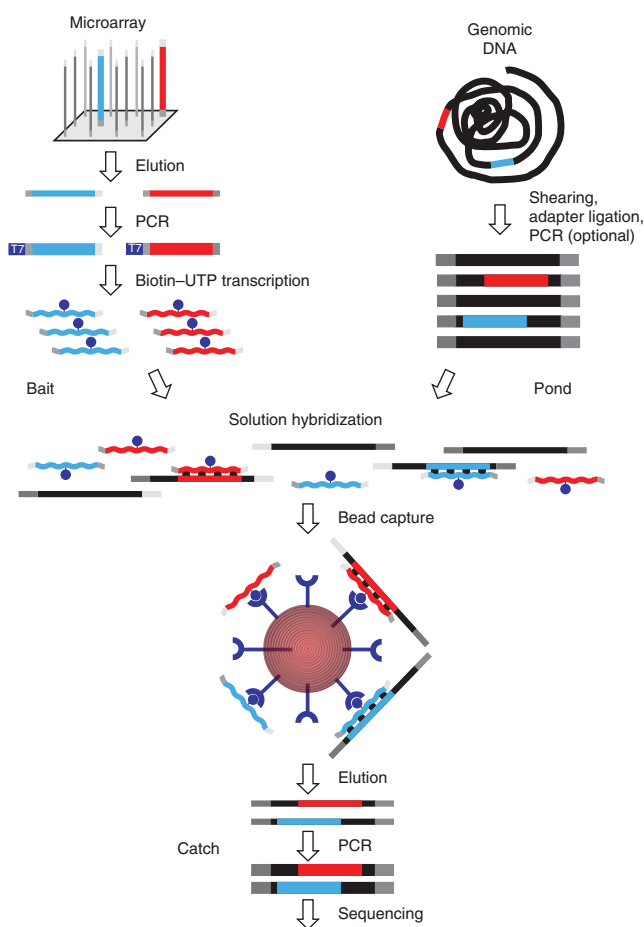 Microarray
Genomic
DNA
Elution
PCR
T7 T7
Biotin–UTP transcription
Shearing,
adapter ligation,
PCR (optional)
Bait
Pond
Solution hybridization
Bead capture
Elution
Catch
PCR
Sequencing